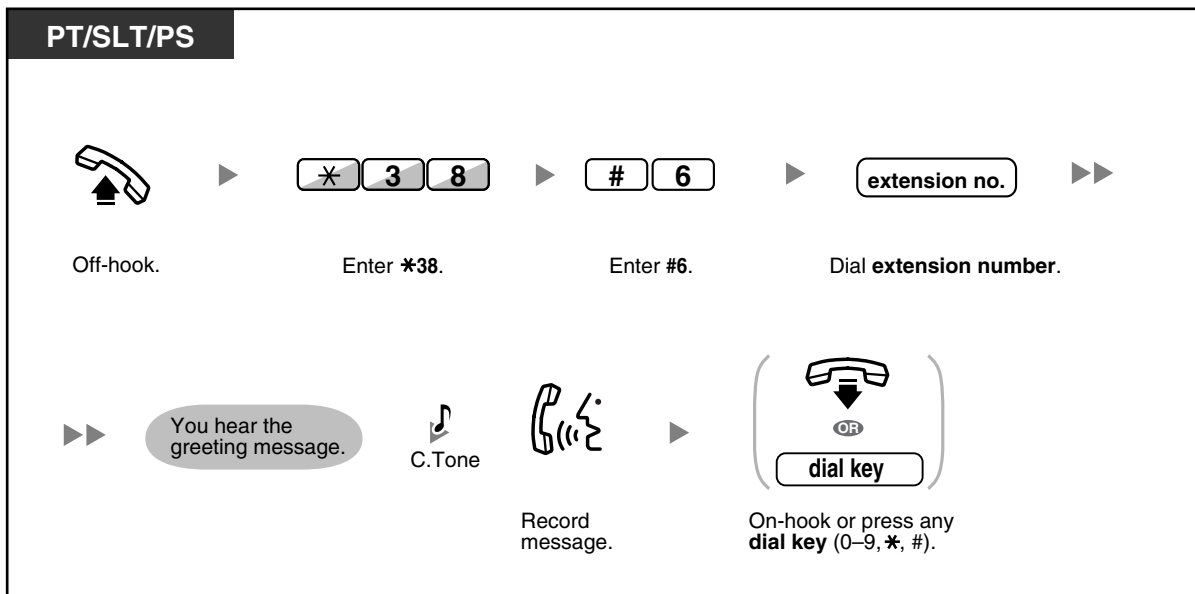 PT/SLT/PS
* 3 8
# 6
extension no.
Off-hook.
Enter *38.
Enter #6.
Dial extension number.
You hear the
greeting message.
C.Tone
OR
dial key
Record
message.
On-hook or press any
dial key (0–9, *, #).